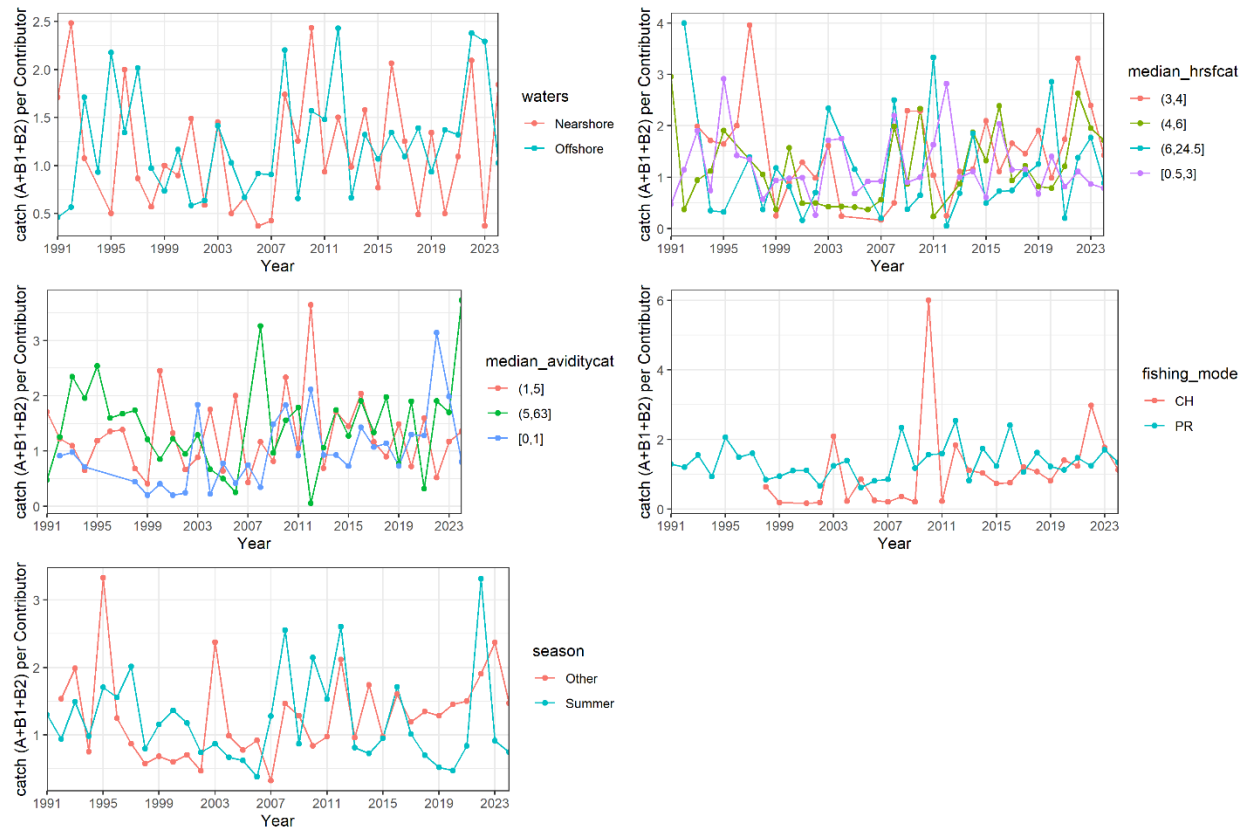 catch (A+B1+B2) per Contributor
2.5
2.0
1.5
1.0
0.5
1991 1995 1999 2003 2007 2011 2015 2019 2023
Year
waters
Nearshore
Offshore
catch (A+B1+B2) per Contributor
4
3
2
1
0
1991 1995 1999 2003 2007 2011 2015 2019 2023
Year
median_hrsfcat
(3,4]
(4,6]
(6,24.5]
[0.5,3]
catch (A+B1+B2) per Contributor
3
2
1
0
1991 1995 1999 2003 2007 2011 2015 2019 2023
Year
median_aviditycat
(1,5]
(5,63]
[0,1]
catch (A+B1+B2) per Contributor
6
4
2
0
1991 1995 1999 2003 2007 2011 2015 2019 2023
Year
fishing_mode
CH
PR
catch (A+B1+B2) per Contributor
3
2
1
1991 1995 1999 2003 2007 2011 2015 2019 2023
Year
season
Other
Summer